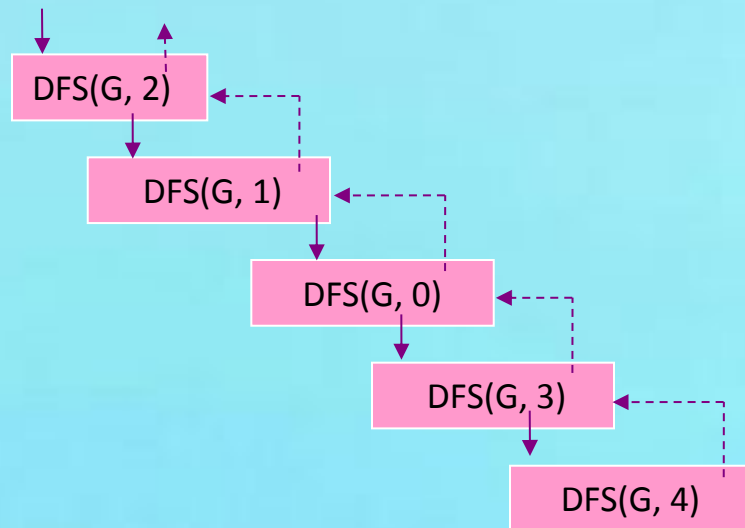 DFS(G, 2)
DFS(G, 1)
DFS(G, 0)
DFS(G, 3)
DFS(G, 4)